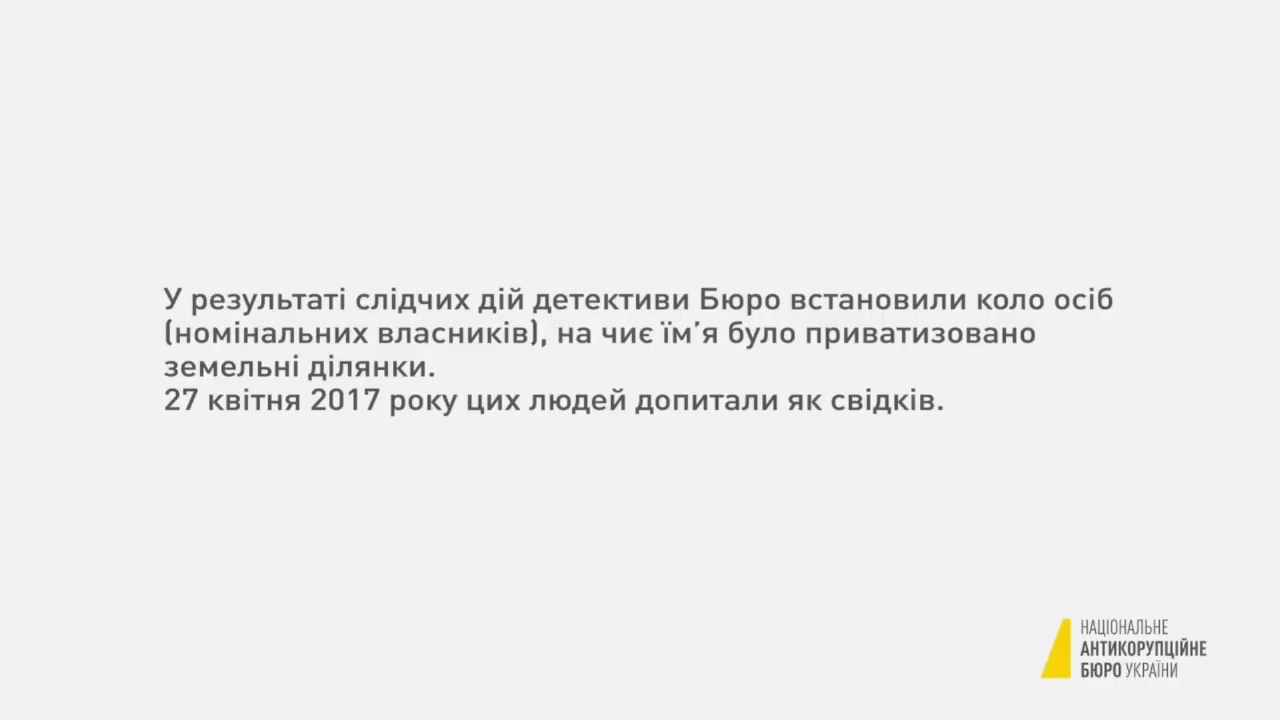 У результаті слідчих дій детективи Бюро встановили коло осіб
(номінальних власників), на чиє їм’я було приватизовано
земельні ділянки.
27 квітня 2017 року цих людей допитали як свідків.
НАЦІОНАЛЬНЕ
АНТИКОРУПЦІЙНЕ
БЮРО УКРАЇНИ